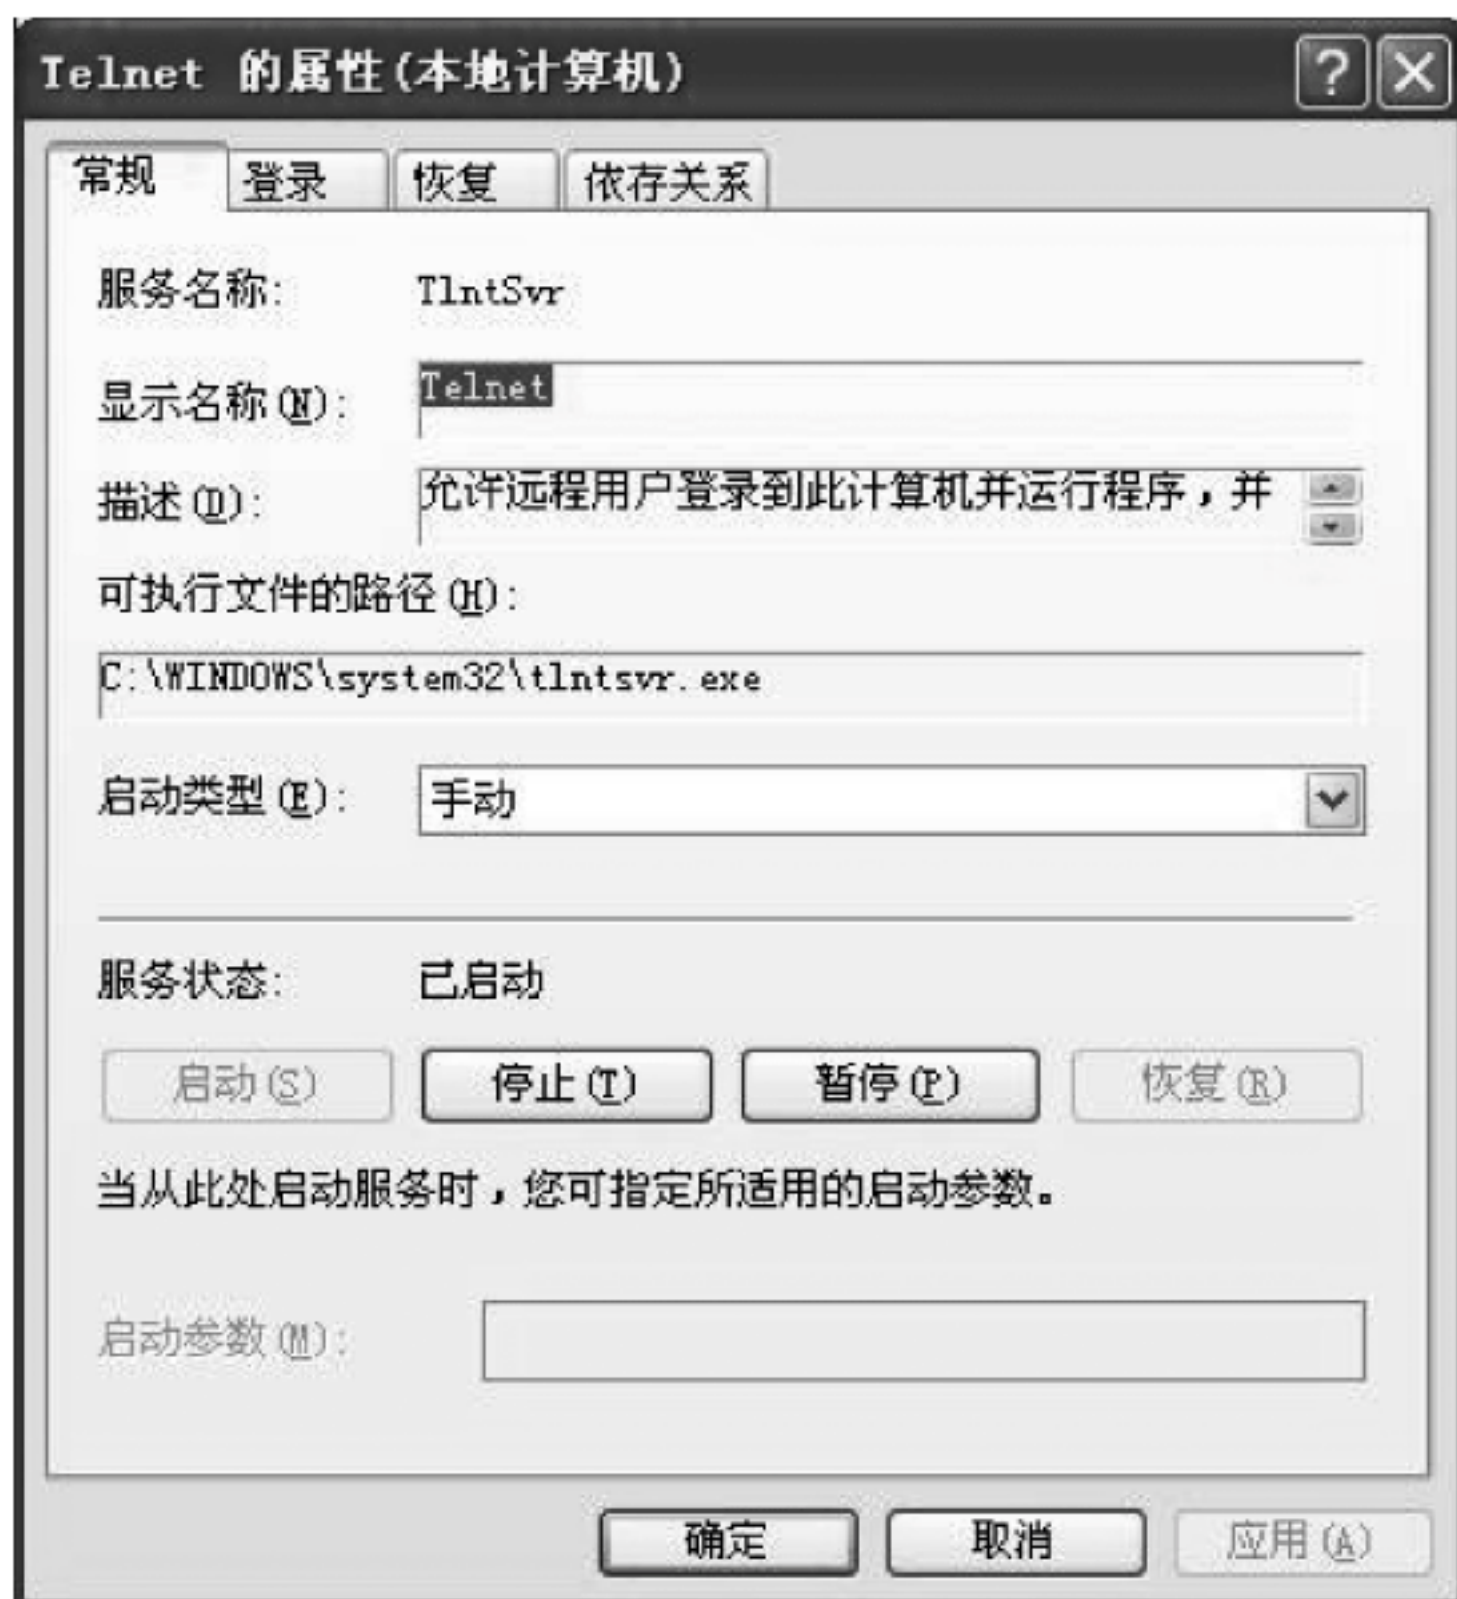 Telnet 的属性(本地计算机)
常规 登录 恢复 依存关系
服务名称: TlntSvr
显示名称(N): Telnet
描述(D): 允许远程用户登录到此计算机并运行程序，并
可执行文件的路径(H):
C:\WINDOWS\system32\tlntsvr.exe
启动类型(E): 手动
服务状态: 已启动
启动(S) 停止(T) 暂停(P) 恢复(R)
当从此处启动服务时，您可指定所适用的启动参数。
启动参数(M):
确定 取消 应用(A)